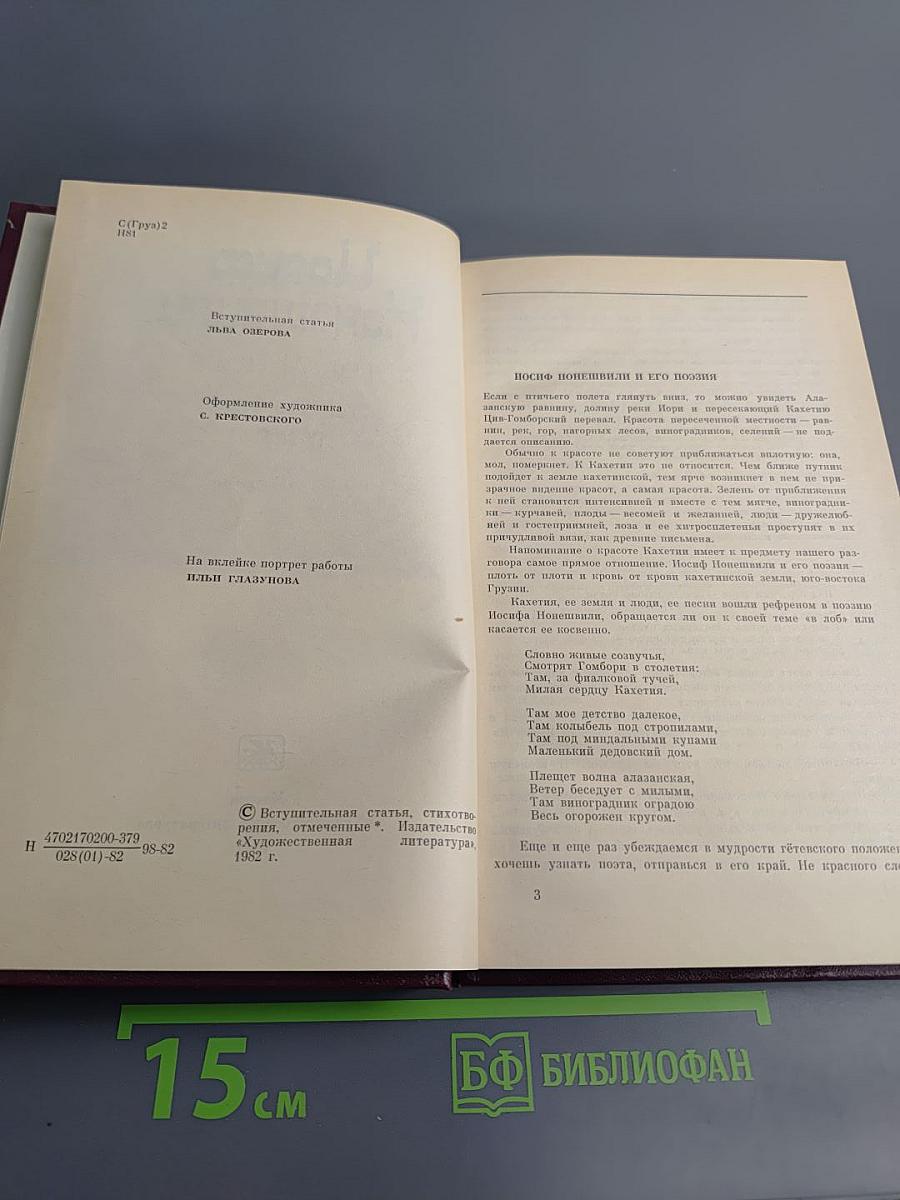 С(Груз)2
Н81
Вступительная статья
ЛЬВА ОЗЕРОВА
Оформление художника
С. КРЕСТОВСКОГО
На вклейке портрет работы
ИЛЬИ ГЛАЗУНОВА
Н 4702170200-379
028(01)-82
98-82
© Вступительная статья, стихотво-
рения, отмеченные *. Издательство
«Художественная литература»,
1982 г.
ИОСИФ НОНЕШВИЛИ И ЕГО ПОЭЗИЯ
Если с птичьего полета глянуть вниз, то можно увидеть Ала-
занскую равнину, долину реки Иори и пересекающий Кахетию
Цив-Гомборский перевал. Красота пересеченной местности — рав-
нин, рек, гор, нагорных лесов, виноградников, селений — не под-
дается описанию.
Обычно к красоте не советуют приближаться вплотную: она,
мол, померкнет. К Кахетии это не относится. Чем ближе путник
подойдет к земле кахетинской, тем ярче возникнет в нем не при-
зрачное видение красот, а самая красота. Зелень от приближения
к ней становится интенсивней и вместе с тем мягче, виноградни-
ки — курчавей, плоды — весомей и желанней, люди — дружелюб-
ней и гостеприимней, лоза и ее хитросплетенья проступят в их
причудливой вязи, как древние письмена.
Напоминание о красоте Кахетии имеет к предмету нашего раз-
говора самое прямое отношение. Иосиф Нонешвили и его поэзия —
плоть от плоти и кровь от крови кахетинской земли, юго-востока
Грузии.
Кахетия, ее земля и люди, ее песни вошли рефреном в поэзию
Иосифа Нонешвили, обращается ли он к своей теме «в лоб» или
касается ее косвенно.
Словно живые созвучья,
Смотрят Гомбори в столетия:
Там, за фиалковой тучей,
Милая сердцу Кахетия.
Там мое детство далекое,
Там колыбель под стропилами,
Там под миндальными купами
Маленький дедовский дом.
Плещет волна алазанская,
Ветер беседует с милыми,
Там виноградник оградою
Весь огорожен кругом.
Еще и еще раз убеждаемся в мудрости гётевского положен
хочешь узнать поэта, отправься в его край. Не красного сло
3
15 см
БФ БИБЛИОФАН